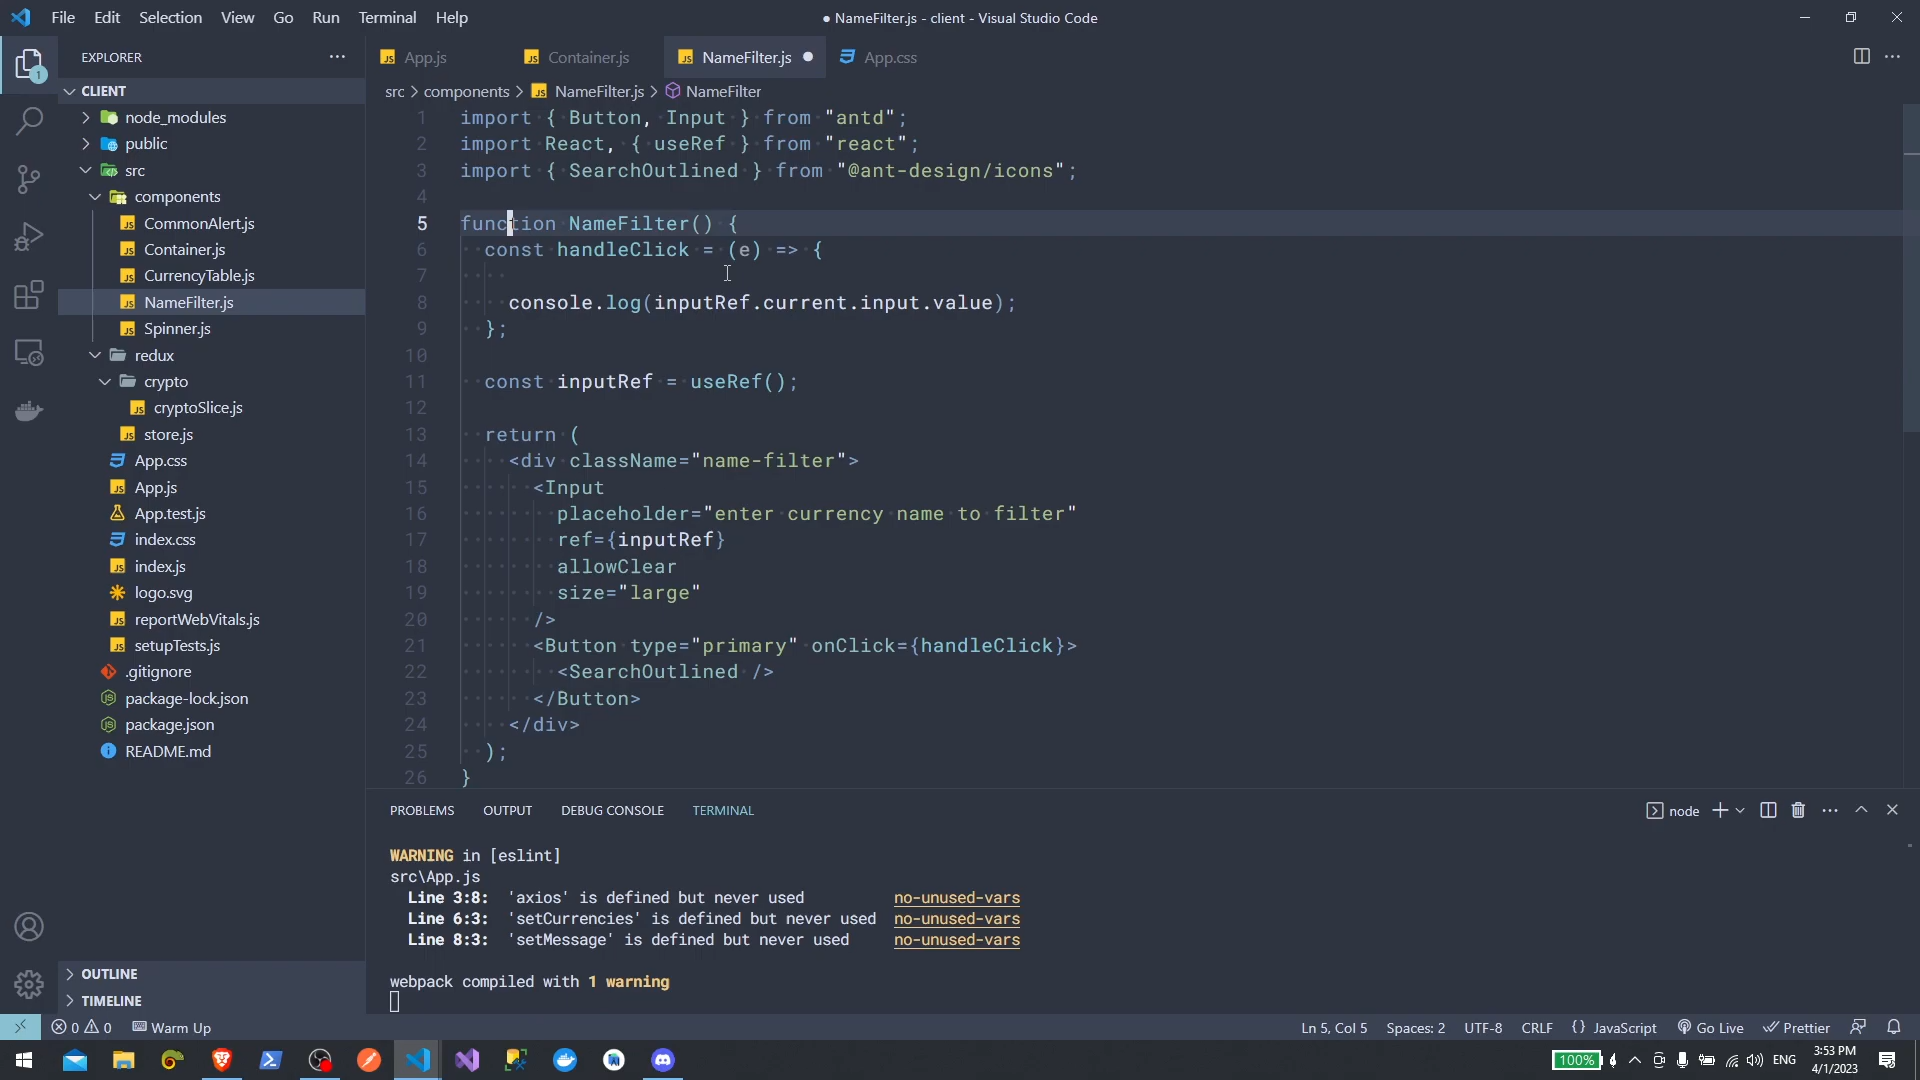 File Edit Selection View Go Run Terminal Help
● NameFilter.js - client - Visual Studio Code
EXPLORER
App.js Container.js NameFilter.js App.css
src > components > NameFilter.js > NameFilter
CLIENT
node_modules
public
src
components
CommonAlert.js
Container.js
CurrencyTable.js
NameFilter.js
Spinner.js
redux
crypto
cryptoSlice.js
store.js
App.css
App.js
App.test.js
index.css
index.js
logo.svg
reportWebVitals.js
setupTests.js
.gitignore
package-lock.json
package.json
README.md
OUTLINE
TIMELINE
1 import { Button, Input } from "antd";
2 import React, { useRef } from "react";
3 import { SearchOutlined } from "@ant-design/icons";
4
5 function NameFilter() {
6 const handleClick = (e) => {
7
8 console.log(inputRef.current.input.value);
9 };
10
11 const inputRef = useRef();
12
13 return (
14 <div className="name-filter">
15 <Input
16 placeholder="enter currency name to filter"
17 ref={inputRef}
18 allowClear
19 size="large"
20 />
21 <Button type="primary" onClick={handleClick}>
22 <SearchOutlined />
23 </Button>
24 </div>
25 );
26 }
PROBLEMS OUTPUT DEBUG CONSOLE TERMINAL
node
WARNING in [eslint]
src\App.js
Line 3:8: 'axios' is defined but never used no-unused-vars
Line 6:3: 'setCurrencies' is defined but never used no-unused-vars
Line 8:3: 'setMessage' is defined but never used no-unused-vars
webpack compiled with 1 warning
0 0 Warm Up
Ln 5, Col 5 Spaces: 2 UTF-8 CRLF {} JavaScript Go Live Prettier
100% ENG
3:53 PM
4/1/2023